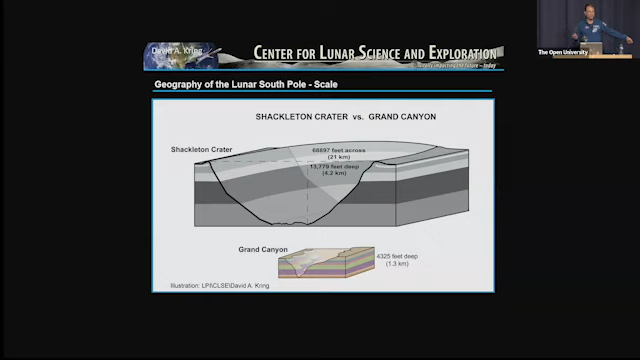 David A. Kring
CENTER FOR LUNAR SCIENCE AND EXPLORATION
The Open University
Geography of the Lunar South Pole - Scale
SHACKLETON CRATER vs. GRAND CANYON
Shackleton Crater
68897 feet across
(21 km)
13,779 feet deep
(4.2 km)
Grand Canyon
4325 feet deep
(1.3 km)
Illustration: LPI\CLSE\David A. Kring